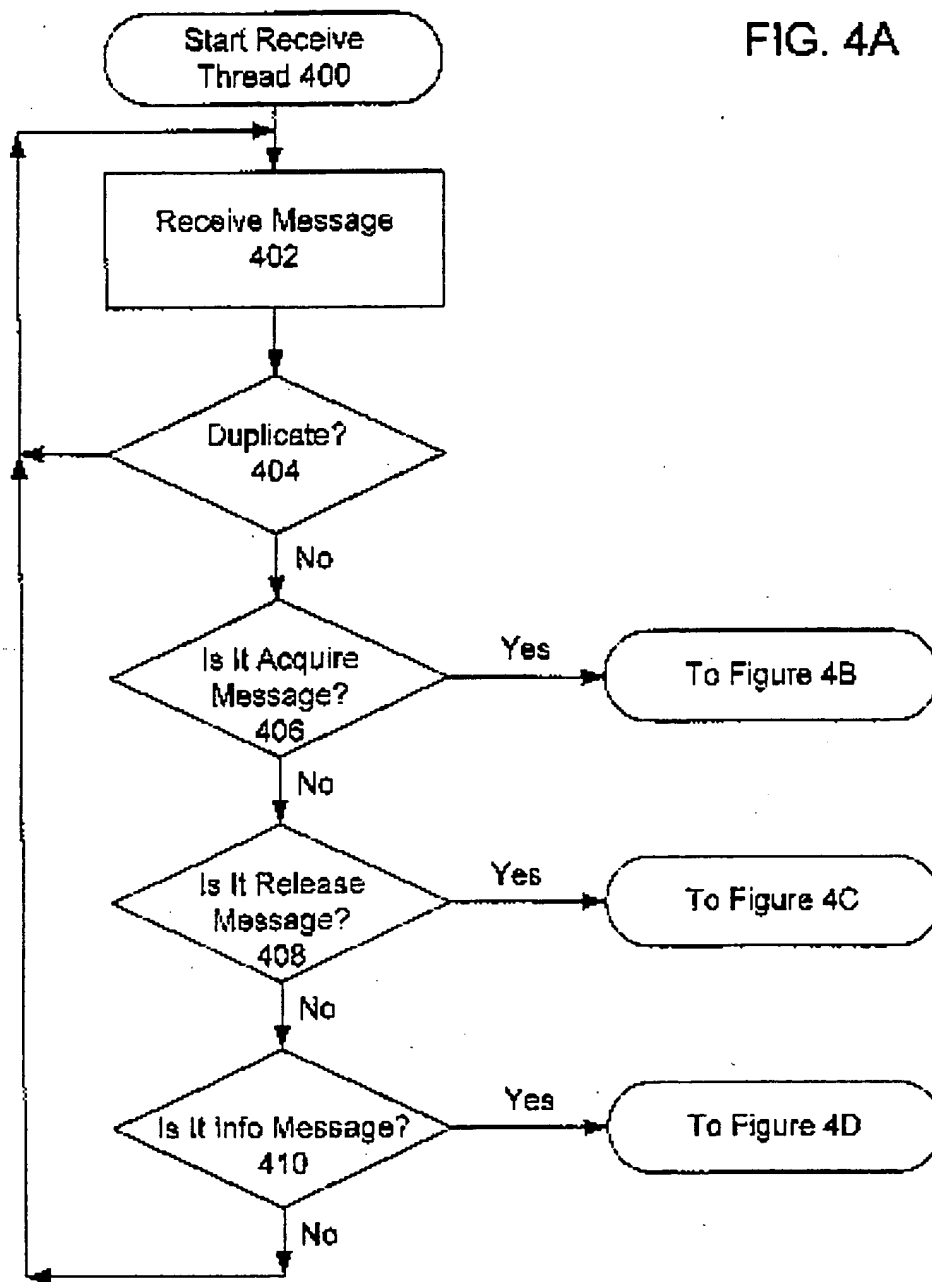 FIG. 4A
Start Receive
Thread 400
Receive Message
402
Duplicate?
404
No
Is It Acquire
Message?
406
Yes
To Figure 4B
No
Is It Release
Message?
408
Yes
To Figure 4C
No
Is It Info Message?
410
Yes
To Figure 4D
No